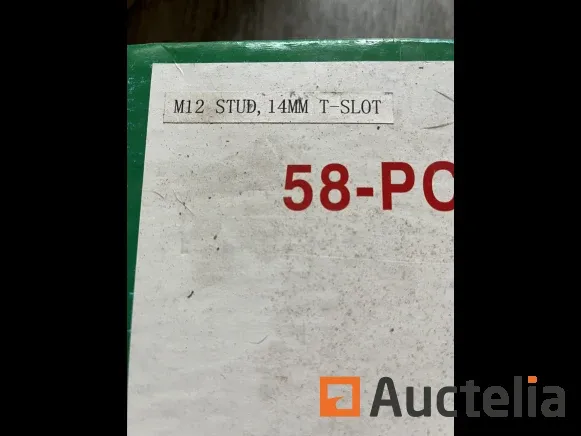 M12 STUD, 14MM T-SLOT
58-PC
Auctelia